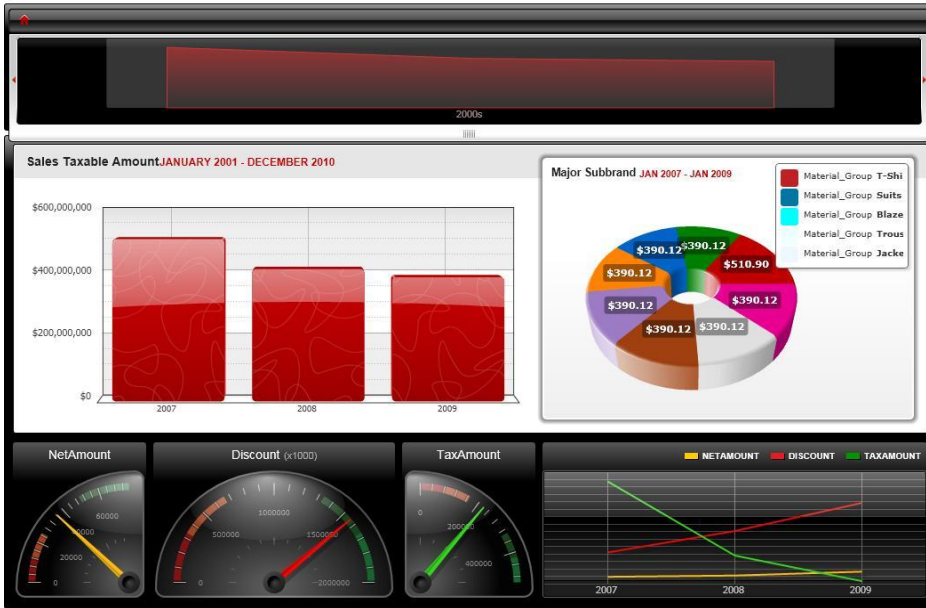 2000s
Sales Taxable Amount JANUARY 2001 - DECEMBER 2010
$600,000,000
$400,000,000
$200,000,000
$0
2007
2008
2009
Major Subbrand JAN 2007 - JAN 2009
Material_Group T-Shi
Material_Group Suits
Material_Group Blaze
Material_Group Trous
Material_Group Jacke
$390.12
$390.12
$510.90
$390.12
$390.12
$390.12
$390.12
$390.12
NetAmount
0
20000
40000
60000
Discount (x1000)
0
500000
1000000
1500000
2000000
TaxAmount
0
200000
400000
NETAMOUNT DISCOUNT TAXAMOUNT
2007
2008
2009